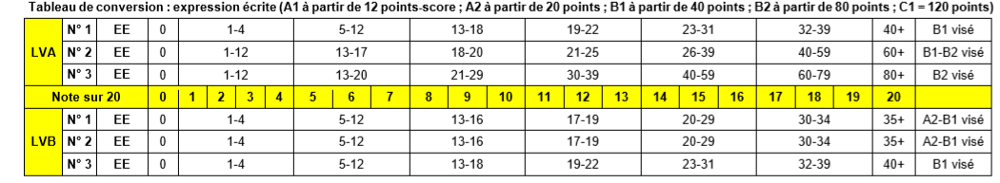 Tableau de conversion : expression écrite (A1 à partir de 12 points-score ; A2 à partir de 20 points ; B1 à partir de 40 points ; B2 à partir de 80 points ; C1 = 120 points)
N° 1 EE 0 1-4 5-12 13-18 19-22 23-31 32-39 40+ B1 visé
LVA N° 2 EE 0 1-12 13-17 18-20 21-25 26-39 40-59 60+ B1-B2 visé
N° 3 EE 0 1-12 13-20 21-29 30-39 40-59 60-79 80+ B2 visé
Note sur 20 0 1 2 3 4 5 6 7 8 9 10 11 12 13 14 15 16 17 18 19 20
N° 1 EE 0 1-4 5-12 13-16 17-19 20-29 30-34 35+ A2-B1 visé
LVB N° 2 EE 0 1-4 5-12 13-16 17-19 20-29 30-34 35+ A2-B1 visé
N° 3 EE 0 1-4 5-12 13-18 19-22 23-31 32-39 40+ B1 visé